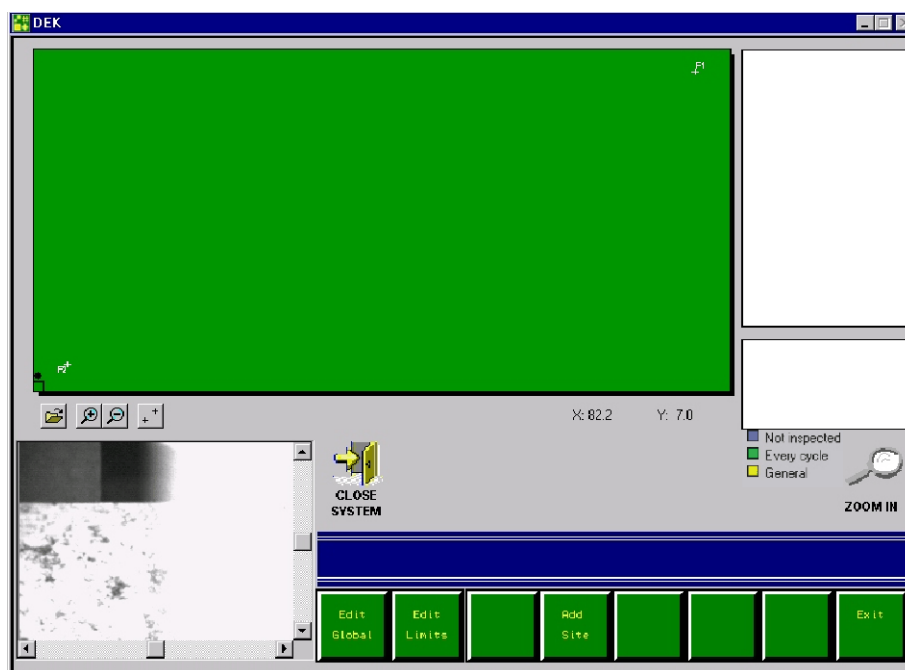 DEK
F1
F2
X: 82.2 Y: 7.0
Not inspected
Every cycle
General
CLOSE
SYSTEM
ZOOM IN
Edit
Global
Edit
Limits
Add
Site
Exit